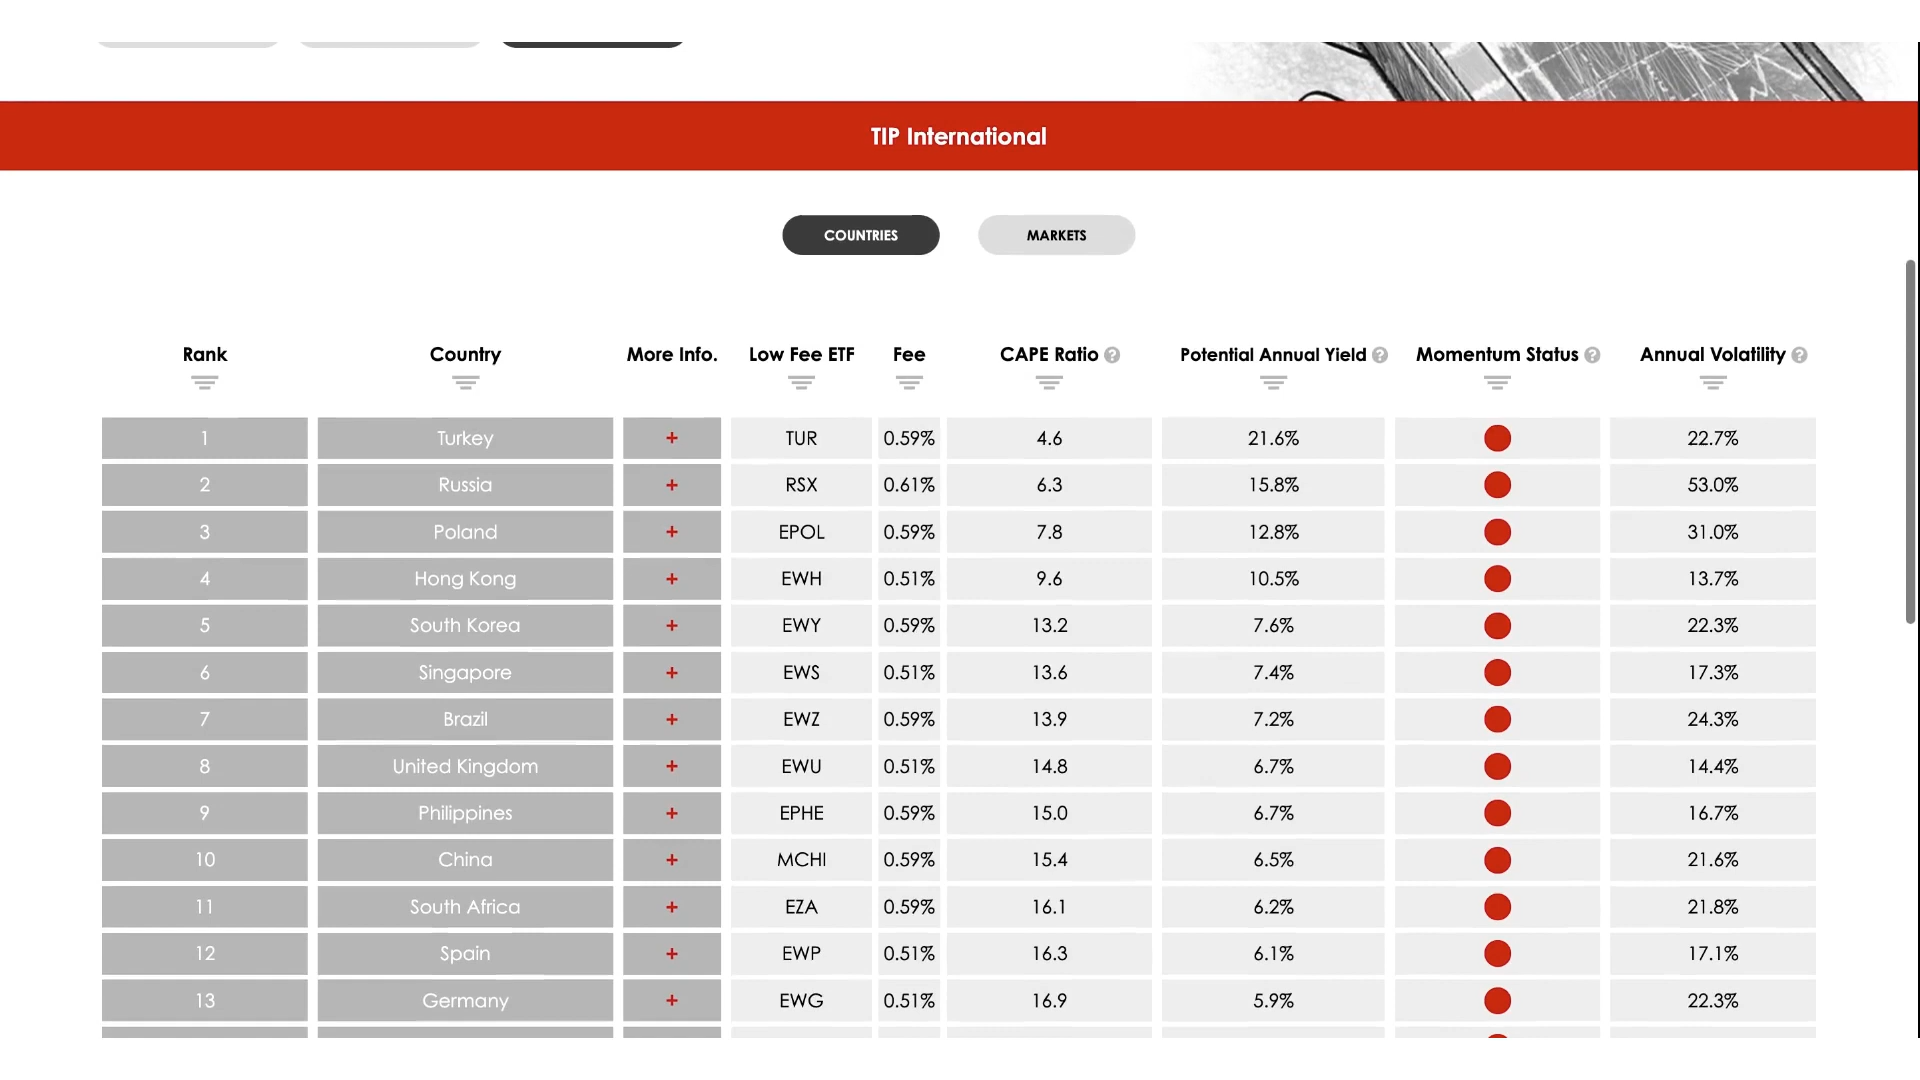 TIP International
COUNTRIES MARKETS
Rank Country More Info. Low Fee ETF Fee CAPE Ratio ? Potential Annual Yield ? Momentum Status ? Annual Volatility ?
1 Turkey + TUR 0.59% 4.6 21.6% 22.7%
2 Russia + RSX 0.61% 6.3 15.8% 53.0%
3 Poland + EPOL 0.59% 7.8 12.8% 31.0%
4 Hong Kong + EWH 0.51% 9.6 10.5% 13.7%
5 South Korea + EWY 0.59% 13.2 7.6% 22.3%
6 Singapore + EWS 0.51% 13.6 7.4% 17.3%
7 Brazil + EWZ 0.59% 13.9 7.2% 24.3%
8 United Kingdom + EWU 0.51% 14.8 6.7% 14.4%
9 Philippines + EPHE 0.59% 15.0 6.7% 16.7%
10 China + MCHI 0.59% 15.4 6.5% 21.6%
11 South Africa + EZA 0.59% 16.1 6.2% 21.8%
12 Spain + EWP 0.51% 16.3 6.1% 17.1%
13 Germany + EWG 0.51% 16.9 5.9% 22.3%